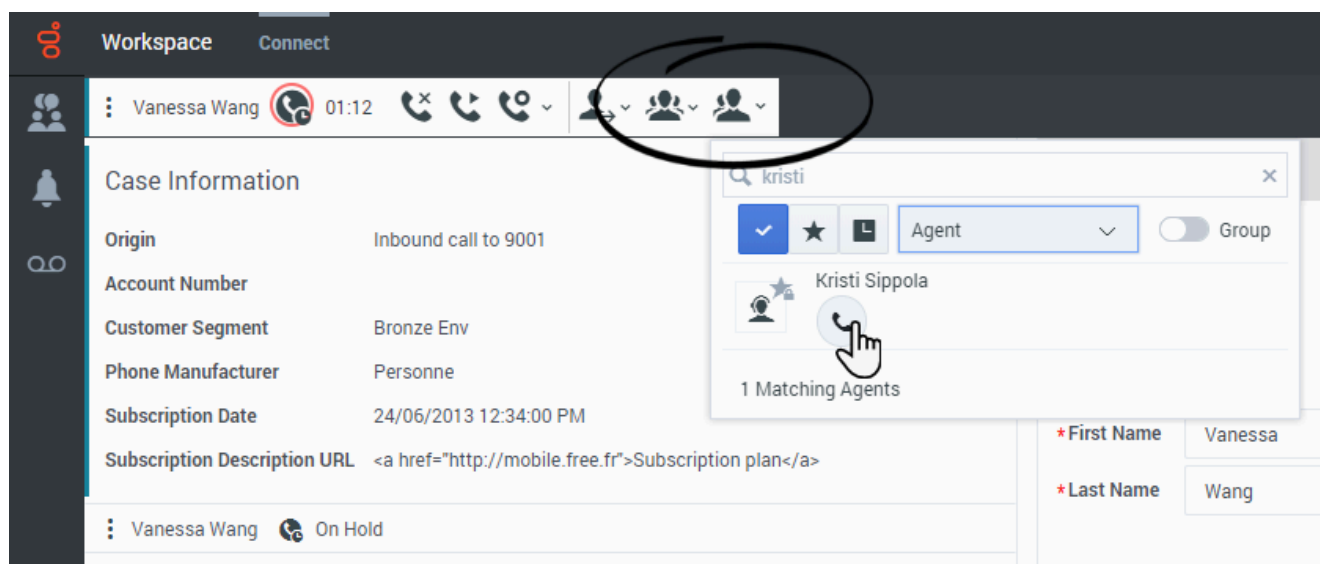 Workspace Connect
Vanessa Wang 01:12
Case Information
Origin Inbound call to 9001
Account Number
Customer Segment Bronze Env
Phone Manufacturer Personne
Subscription Date 24/06/2013 12:34:00 PM
Subscription Description URL <a href="http://mobile.free.fr">Subscription plan</a>
Vanessa Wang On Hold
kristi
Agent Group
Kristi Sippola
1 Matching Agents
*First Name Vanessa
*Last Name Wang